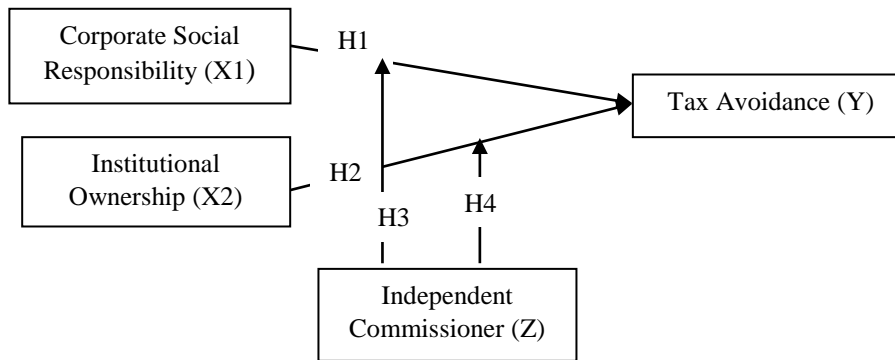 Corporate Social
Responsibility (X1)
H1
Tax Avoidance (Y)
Institutional
Ownership (X2)
H2
H3
H4
Independent
Commissioner (Z)